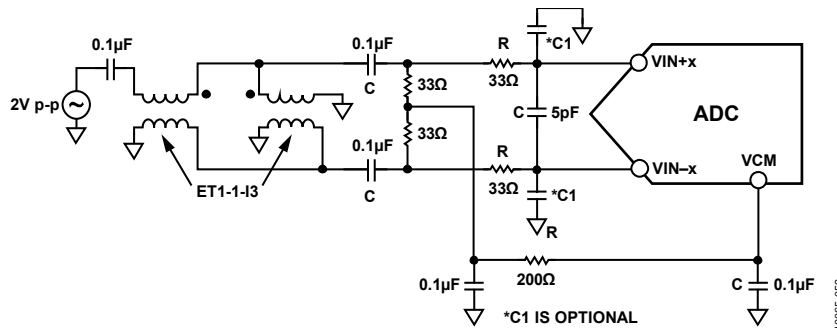 *C1
0.1µF
0.1µF
R
C
33Ω
33Ω
VIN+x
2V p-p
C
5pF
ADC
33Ω
0.1µF
R
VCM
VIN–x
ET1-1-I3
C
33Ω
*C1
R
0.1µF
200Ω
C
0.1µF
*C1 IS OPTIONAL